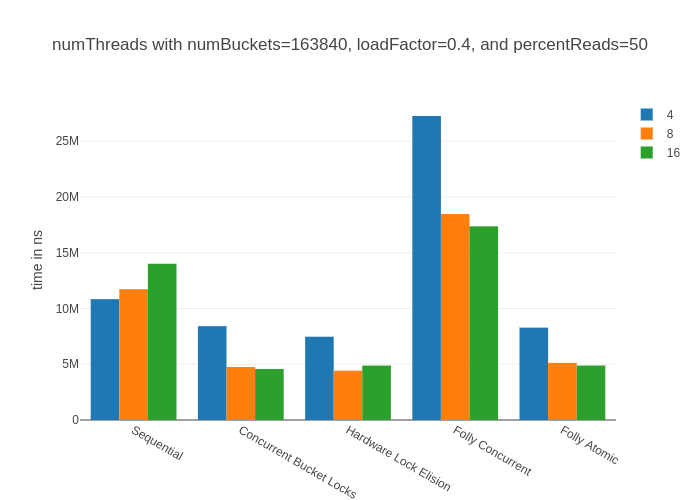 numThreads with numBuckets=163840, loadFactor=0.4, and percentReads=50
4
8
16
time in ns
25M
20M
15M
10M
5M
0
Sequential
Concurrent Bucket Locks
Hardware Lock Elision
Folly Concurrent
Folly Atomic